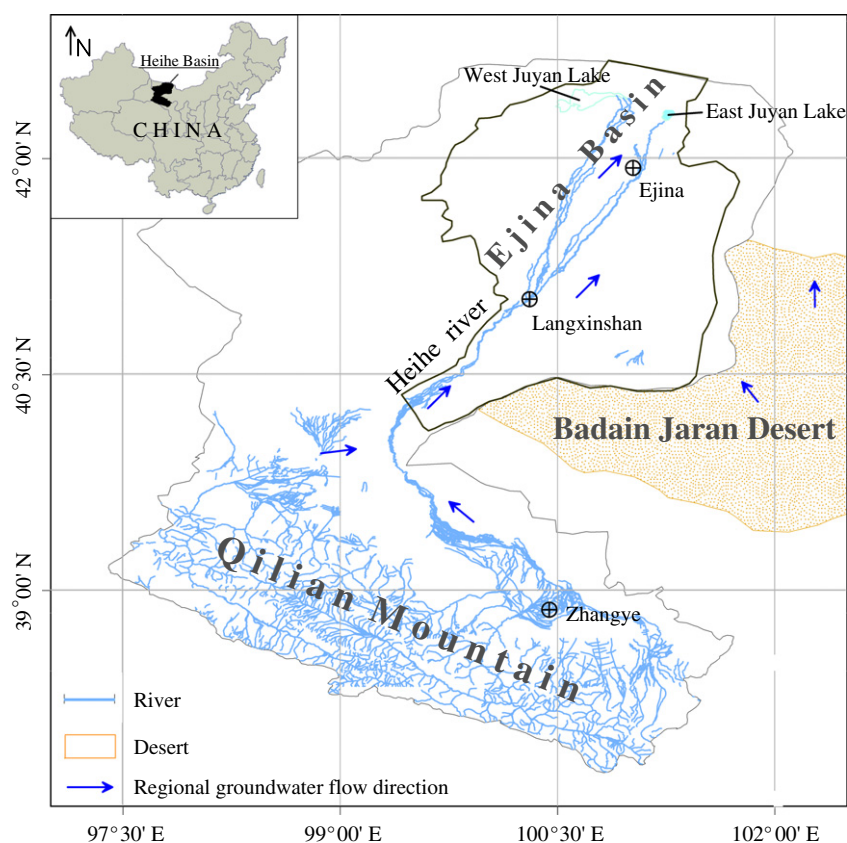 N
Heihe Basin
CHINA
West Juyan Lake
East Juyan Lake
Ejina Basin
Ejina
Langxinshan
Heihe river
Badain Jaran Desert
Qilian Mountain
Zhangye
River
Desert
Regional groundwater flow direction
42°00' N
40°30' N
39°00' N
97°30' E
99°00' E
100°30' E
102°00' E